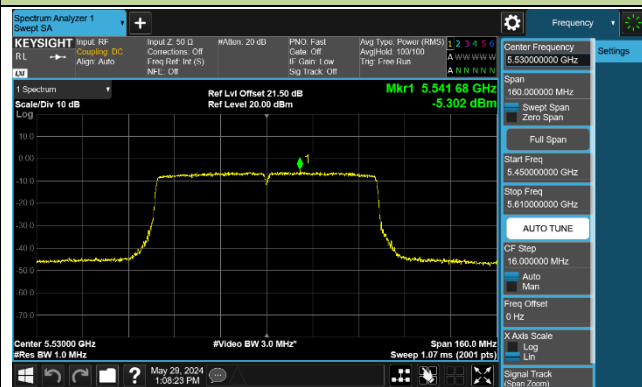 Spectrum Analyzer 1
Swept SA
Frequency
KEYSIGHT
RL
LXI
Input: RF
Coupling: DC
Align: Auto
Input Z: 50 Ω
Corrections: Off
Freq Ref: Int (S)
NFE: Off
#Atten: 20 dB
PNO: Fast
Gate: Off
IF Gain: Low
Sig Track: Off
Avg Type: Power (RMS)
Avg|Hold: 100/100
Trig: Free Run
1 2 3 4 5 6
A W W W W W
A N N N N N
1 Spectrum
Scale/Div 10 dB
Log
Ref Lvl Offset 21.50 dB
Ref Level 20.00 dBm
Mkr1 5.541 68 GHz
-5.302 dBm
10.0
0.00
-10.0
-20.0
-30.0
-40.0
-50.0
-60.0
-70.0
1
Center 5.53000 GHz
#Res BW 1.0 MHz
#Video BW 3.0 MHz*
Span 160.0 MHz
Sweep 1.07 ms (2001 pts)
May 29, 2024
1:08:23 PM
Center Frequency
5.530000000 GHz
Settings
Span
160.000000 MHz
Swept Span
Zero Span
Full Span
Start Freq
5.450000000 GHz
Stop Freq
5.610000000 GHz
AUTO TUNE
CF Step
16.000000 MHz
Auto
Man
Freq Offset
0 Hz
X Axis Scale
Log
Lin
Signal Track
(Span Zoom)